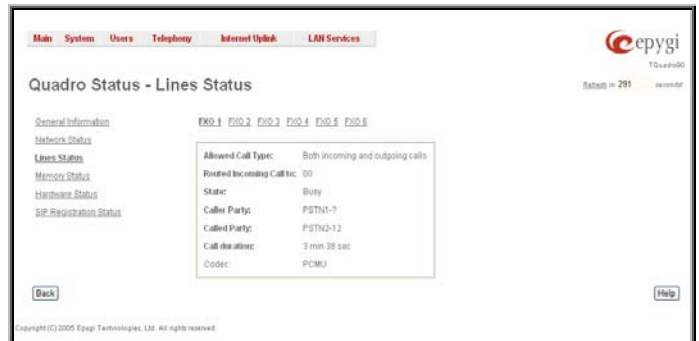 Main System Users Telephony Internet Uplink LAN Services
epygi
Quadro Status - Lines Status
Refresh in 291 seconds!
General Information
Network Status
Lines Status
Memory Status
Hardware Status
SIP Registration Status
FXO 1 FXO 2 FXO 3 FXO 4 FXO 5 FXO 6
Allowed Call Type: Both incoming and outgoing calls
Routed Incoming Call to: 00
State: Busy
Caller Party: PSTN1-?
Called Party: PSTN2-12
Call duration: 3 min 38 sec
Codec: PCMU
Back
Help
Copyright (C) 2005 Epygi Technologies, Ltd. All rights reserved.